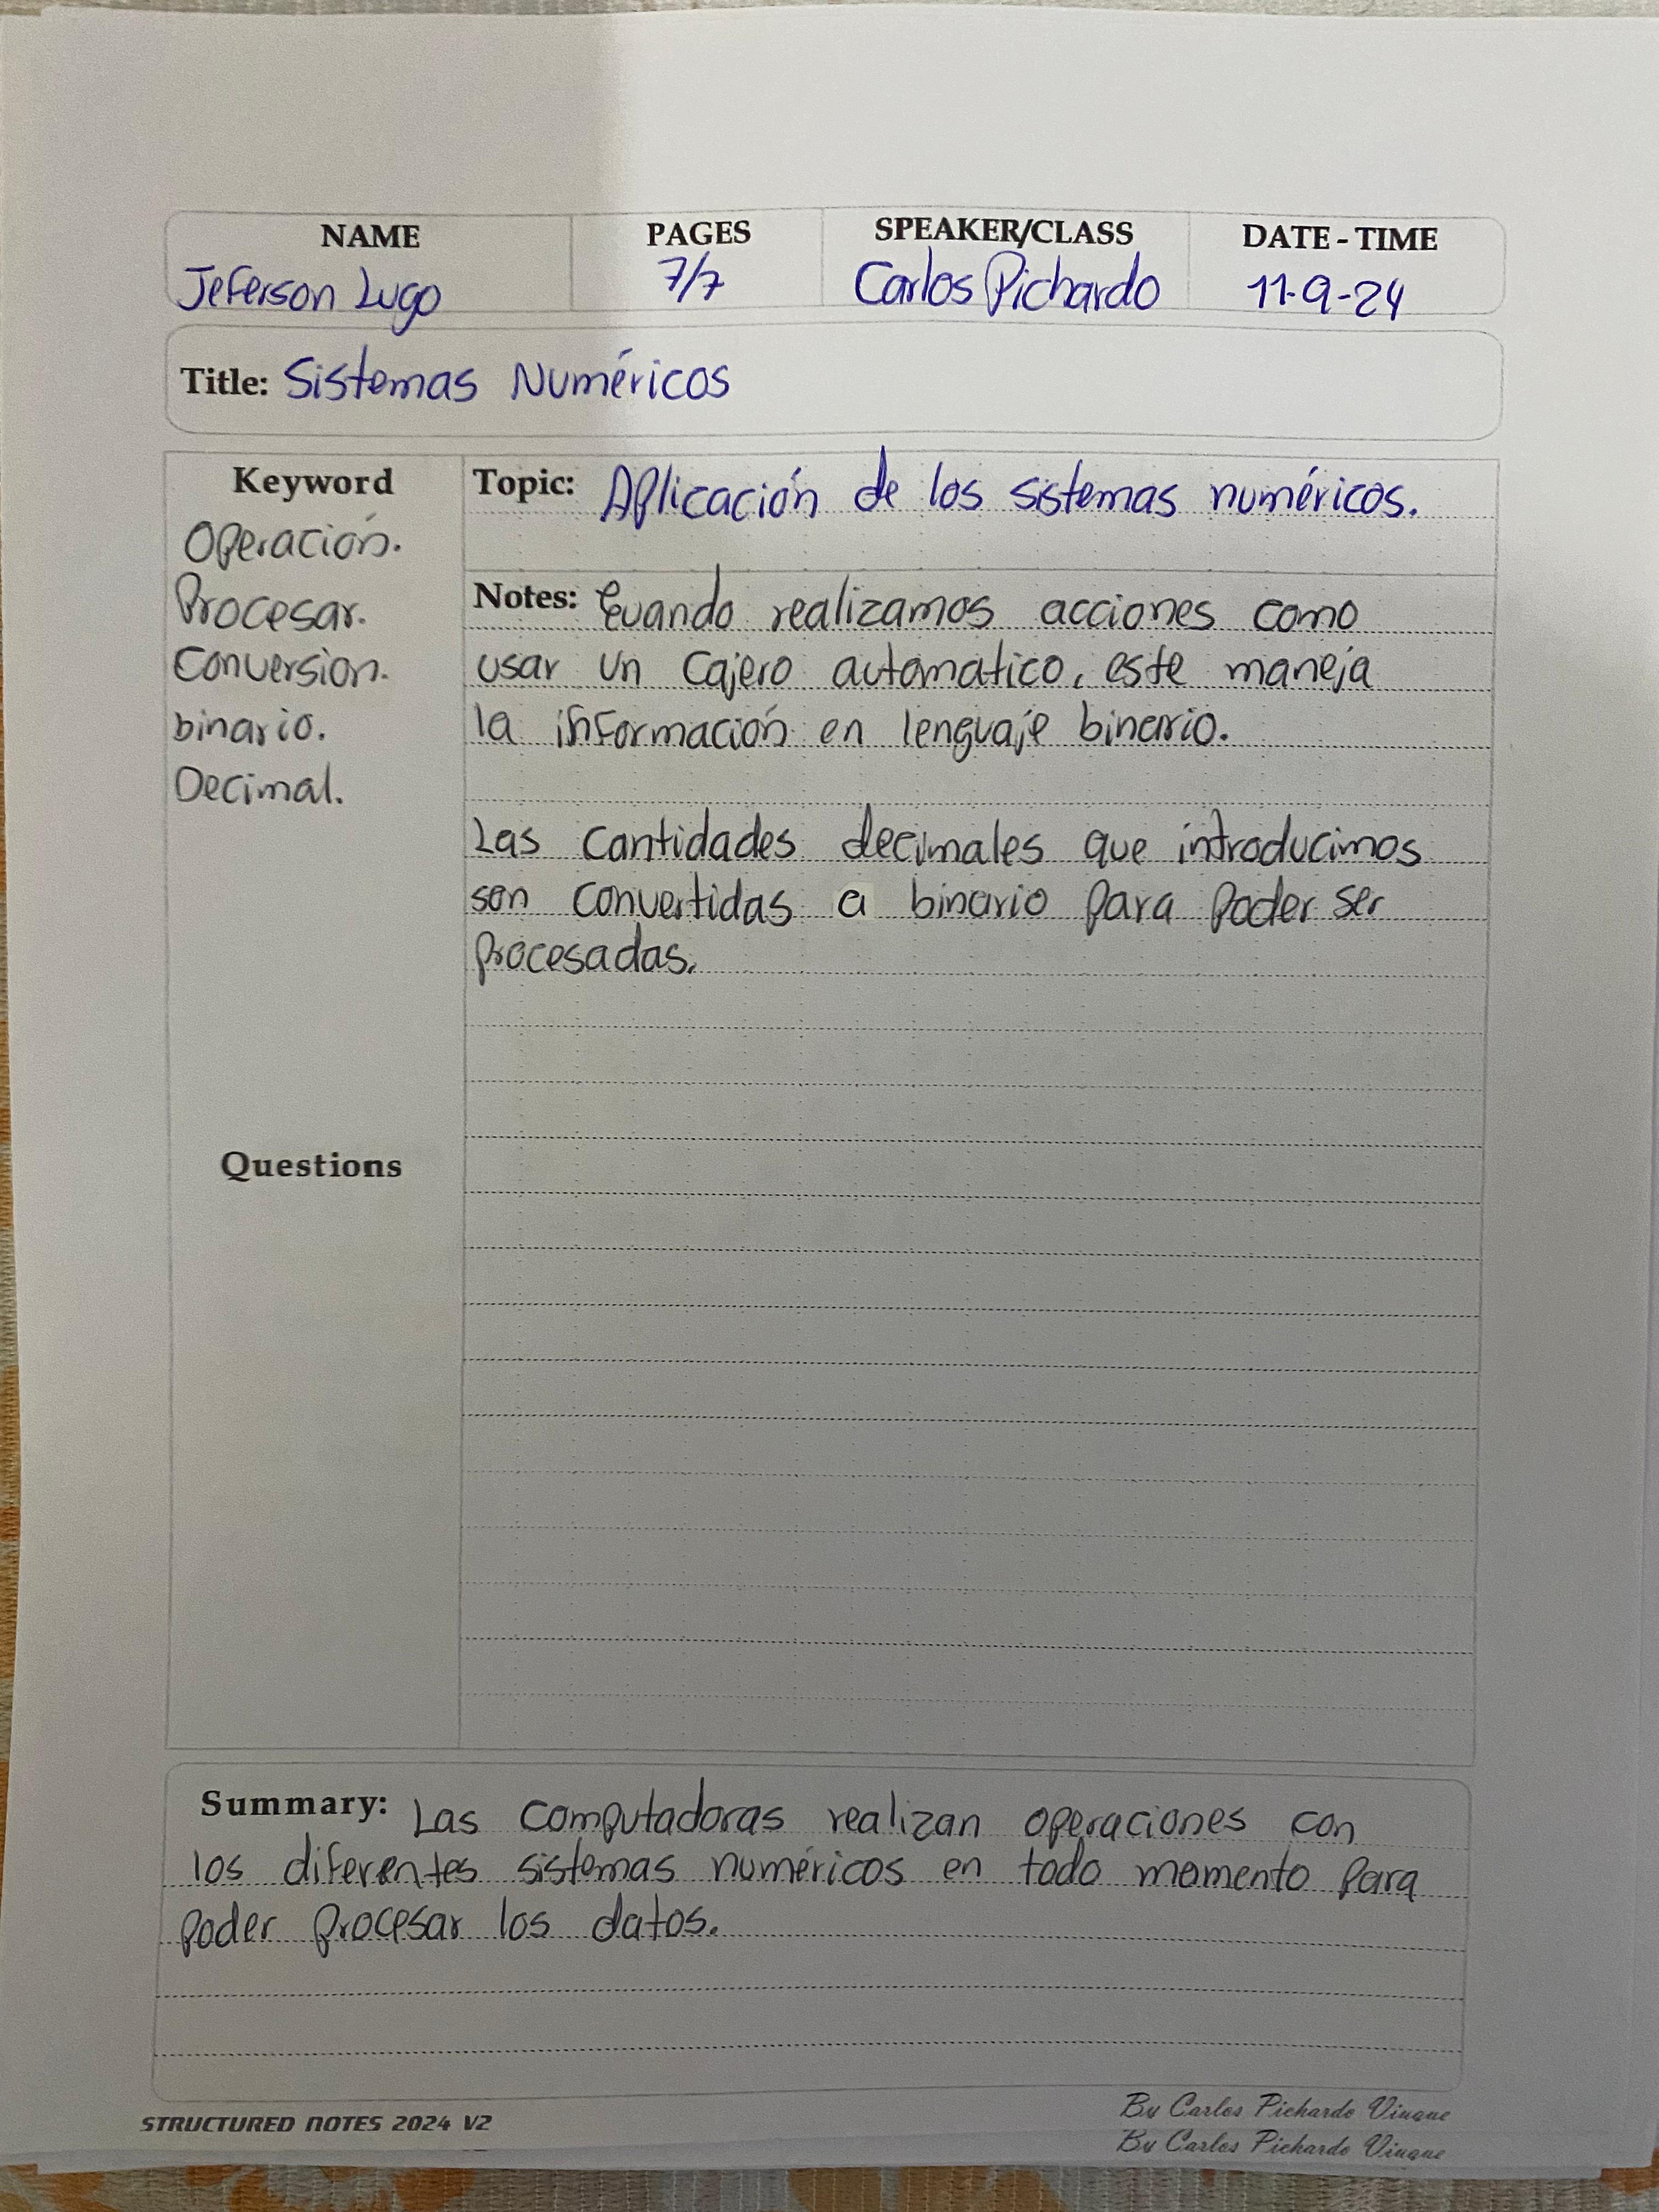 NAME PAGES SPEAKER/CLASS DATE - TIME
Jeferson Lugo 7/7 Carlos Pichardo 11-9-24
Title: Sistemas Numéricos
Keyword
Operación.
Procesar.
Conversion.
binario.
Decimal.
Topic: Aplicación de los sistemas numéricos.
Notes: Cuando realizamos acciones como
usar un cajero automatico, este maneja
la información en lenguaje binario.
Las cantidades decimales que introducimos
son convertidas a binario para poder ser
procesadas.
Questions
Summary: Las computadoras realizan operaciones con
los diferentes sistemas numéricos en todo momento para
poder procesar los datos.
STRUCTURED NOTES 2024 V2
By Carlos Pichardo Viuque
By Carlos Pichardo Viuque